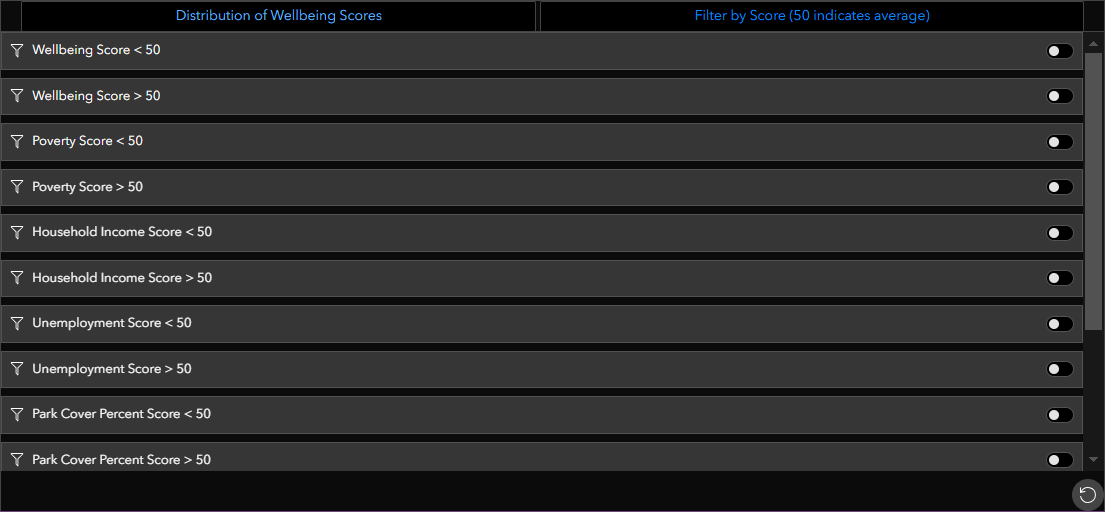 Distribution of Wellbeing Scores
Filter by Score (50 indicates average)
Wellbeing Score < 50
Wellbeing Score > 50
Poverty Score < 50
Poverty Score > 50
Household Income Score < 50
Household Income Score > 50
Unemployment Score < 50
Unemployment Score > 50
Park Cover Percent Score < 50
Park Cover Percent Score > 50